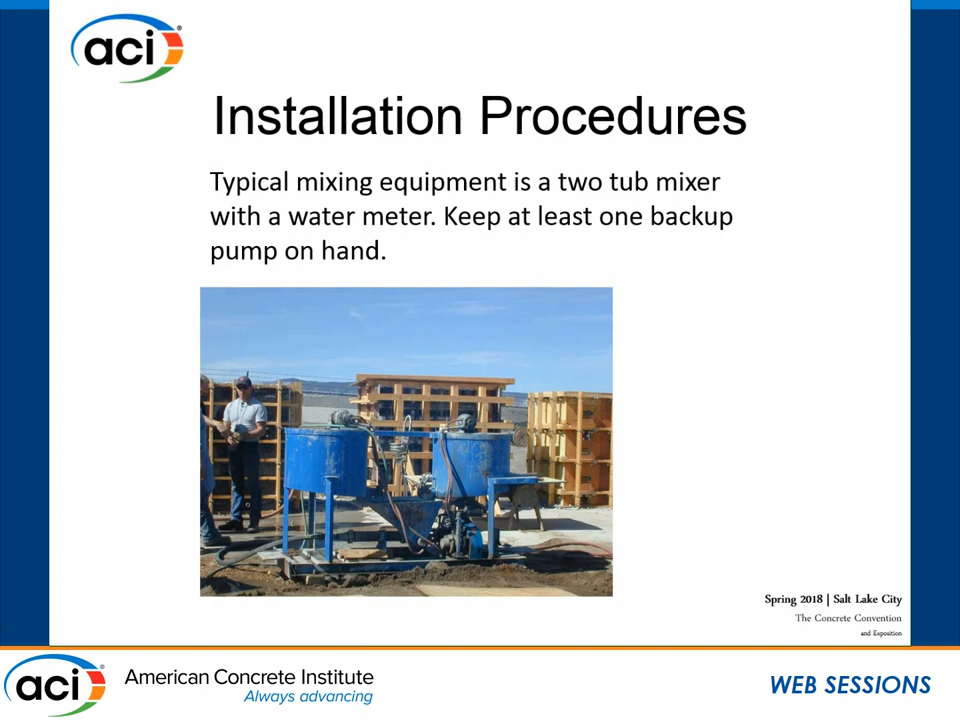 aci®
Installation Procedures
Typical mixing equipment is a two tub mixer
with a water meter. Keep at least one backup
pump on hand.
Spring 2018 | Salt Lake City
The Concrete Convention
and Exposition
aci®
American Concrete Institute
Always advancing
WEB SESSIONS